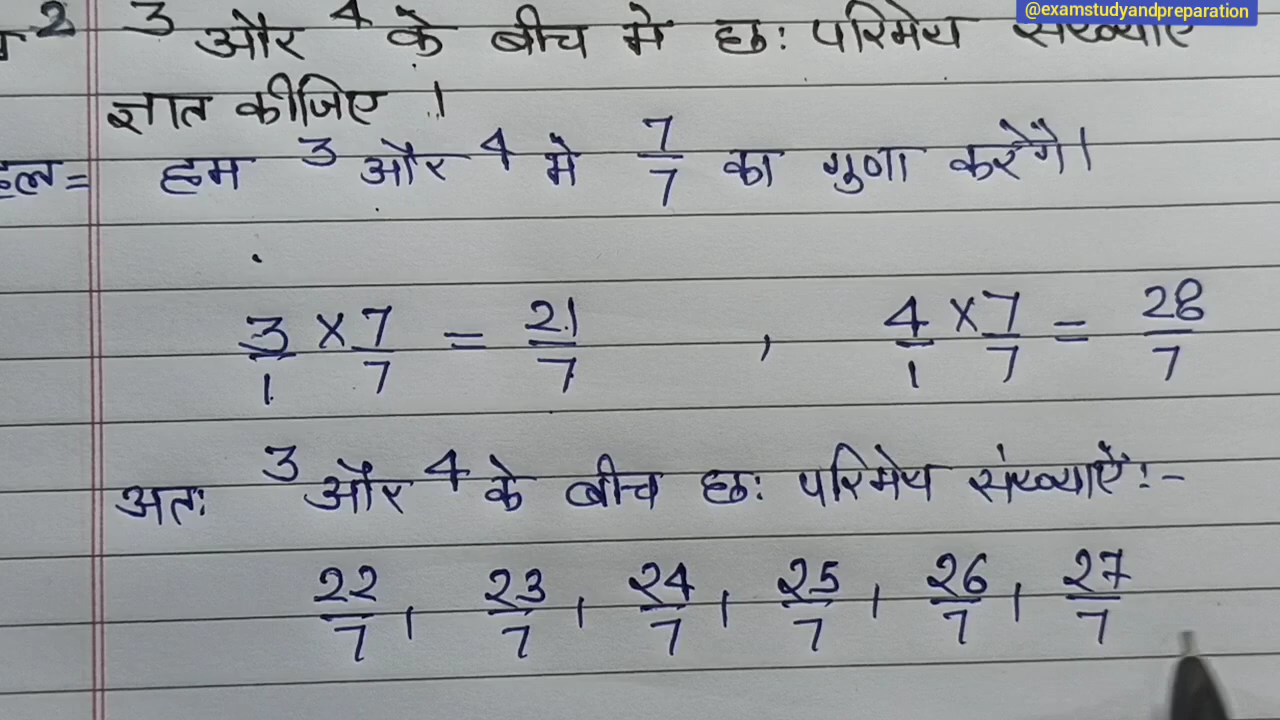 @examstudyandpreparation
2 3 और 4 के बीच मे छः परिमेय संख्याएँ
ज्ञात कीजिए ।
हल = हम 3 और 4 मे 7/7 का गुणा करेंगे।
3/1 × 7/7 = 21/7 , 4/1 × 7/7 = 28/7
अतः 3 और 4 के बीच छः परिमेय संख्याएँ:-
22/7, 23/7, 24/7, 25/7, 26/7, 27/7